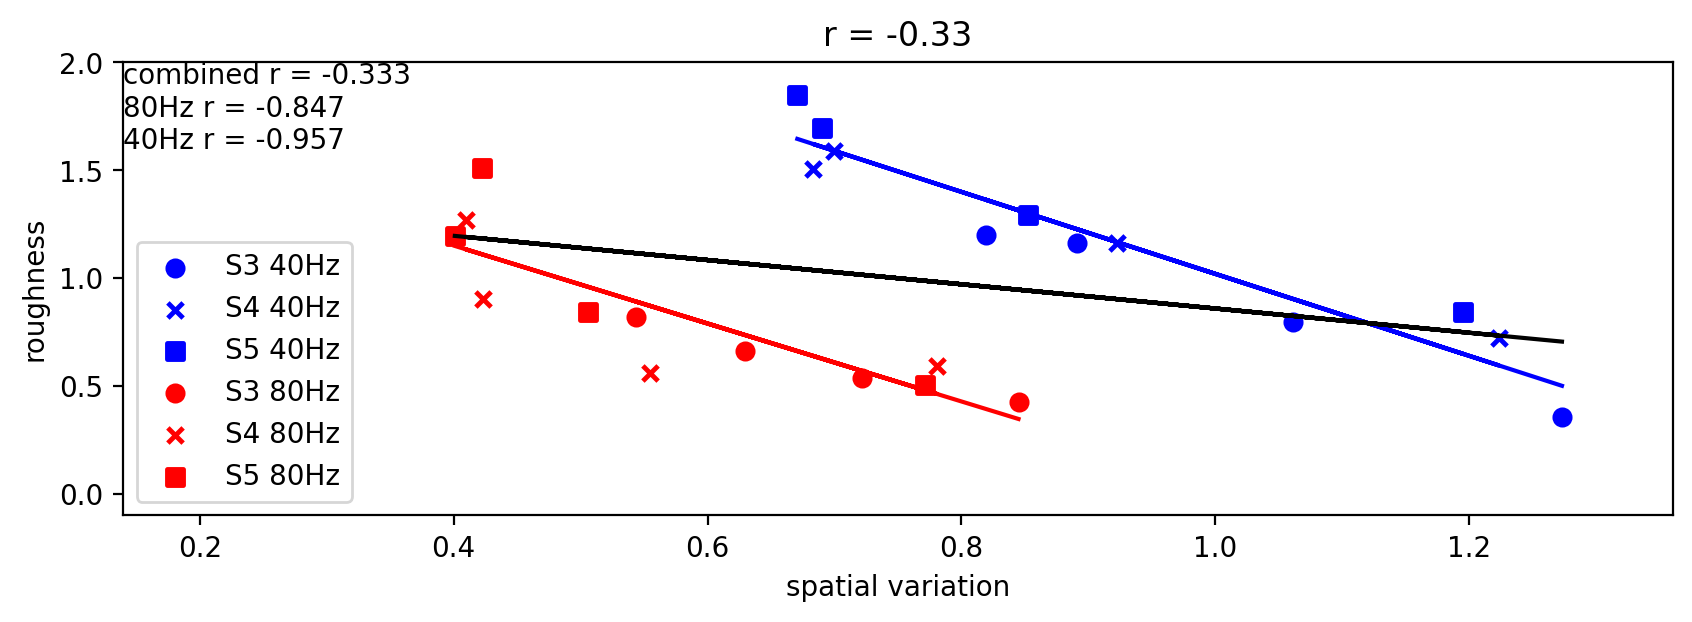 r = -0.33
combined r = -0.333
80Hz r = -0.847
40Hz r = -0.957
2.0
1.5
1.0
0.5
0.0
roughness
S3 40Hz
S4 40Hz
S5 40Hz
S3 80Hz
S4 80Hz
S5 80Hz
0.2 0.4 0.6 0.8 1.0 1.2
spatial variation